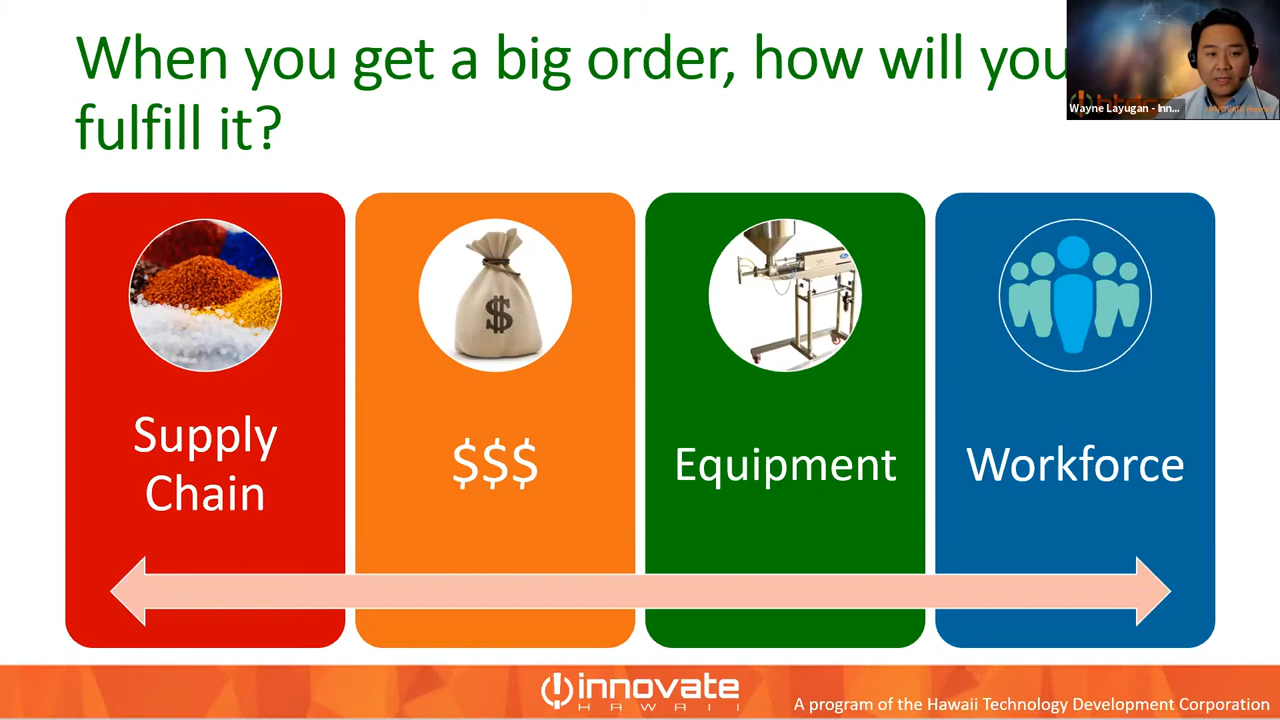 When you get a big order, how will you
fulfill it?
Wayne Layugan - Inn...
Supply
Chain
$
$$$
Equipment
Workforce
innovate
HAWAII
A program of the Hawaii Technology Development Corporation